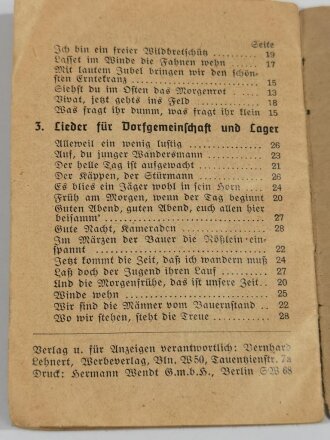 Seite
Ich bin ein freier Wildbretschütz 19
Lasset im Winde die Fahnen wehn 17
Mit lautem Jubel bringen wir den schön-
sten Erntekranz 15
Siehst du im Osten das Morgenrot 13
Vivat, jetzt gehts ins Feld 18
Was fragt ihr dumm, was fragt ihr klein 15
3. Lieder für Dorfgemeinschaft und Lager
Alleweil ein wenig lustig 26
Auf, du junger Wandersmann 23
Der helle Tag ist aufgewacht 21
Der Käppen, der Stürmann 26
Es blies ein Jäger wohl in sein Horn 24
Früh am Morgen, wenn der Tag beginnt 20
Guten Abend, guten Abend, euch allen hier
beisamm' 27
Gute Nacht, Kameraden 28
Im Märzen der Bauer die Rößlein ein-
spannt 22
Jetzt kommt die Zeit, daß ich wandern muß 24
Laß doch der Jugend ihren Lauf 27
Und die Morgenfrühe, das ist unsere Zeit 20
Winde wehn 25
Wir sind die Männer vom Bauernstand 22
Wo wir stehen, steht die Treue 28
Verlag u. für Anzeigen verantwortlich: Bernhard
Lehnert, Werbeverlag, Bln. W50, Tauentzienstr. 7a
Druck: Hermann Wendt G.m.b.H., Berlin SW 68